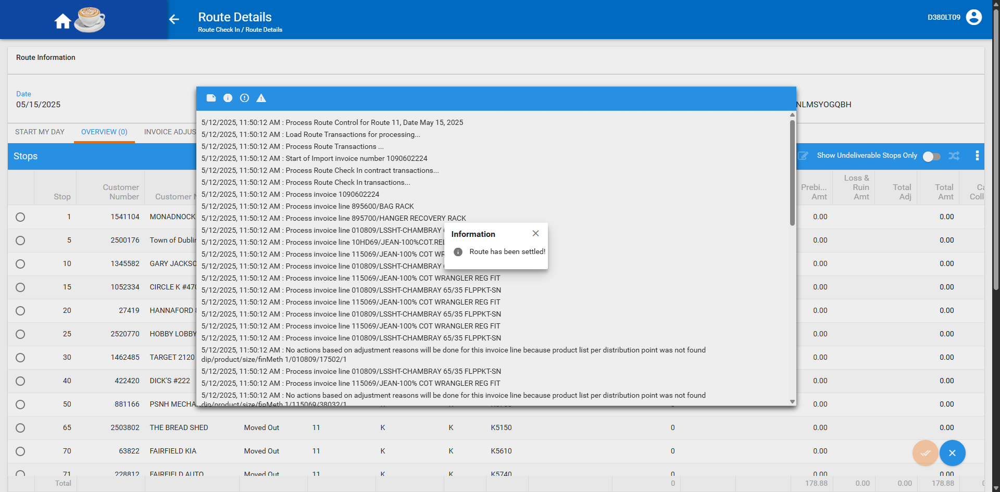 Route Details
Route Check In / Route Details
D380LT09
Route Information
Date
05/15/2025
NLMSYOGQBH
START MY DAY
OVERVIEW (0)
INVOICE ADJUS
Stops
Show Undeliverable Stops Only
5/12/2025, 11:50:12 AM : Process Route Control for Route 11, Date May 15, 2025
5/12/2025, 11:50:12 AM : Load Route Transactions for processing...
5/12/2025, 11:50:12 AM : Process Route Transactions ...
5/12/2025, 11:50:12 AM : Start of Import invoice number 1090602224
5/12/2025, 11:50:12 AM : Process Route Check In contract transactions...
5/12/2025, 11:50:12 AM : Process Route Check In transactions...
5/12/2025, 11:50:12 AM : Process invoice 1090602224
5/12/2025, 11:50:12 AM : Process invoice line 895600/BAG RACK
5/12/2025, 11:50:12 AM : Process invoice line 895700/HANGER RECOVERY RACK
5/12/2025, 11:50:12 AM : Process invoice line 010809/LSSHT-CHAMBRAY
5/12/2025, 11:50:12 AM : Process invoice line 10HD69/JEAN-100%COT.REL
5/12/2025, 11:50:12 AM : Process invoice line 115069/JEAN-100% COT WR
5/12/2025, 11:50:12 AM : Process invoice line 010809/LSSHT-CHAMBRAY
5/12/2025, 11:50:12 AM : Process invoice line 115069/JEAN-100% COT WRANGLER REG FIT
5/12/2025, 11:50:12 AM : Process invoice line 010809/LSSHT-CHAMBRAY 65/35 FLPPKT-SN
5/12/2025, 11:50:12 AM : Process invoice line 115069/JEAN-100% COT WRANGLER REG FIT
5/12/2025, 11:50:12 AM : Process invoice line 010809/LSSHT-CHAMBRAY 65/35 FLPPKT-SN
5/12/2025, 11:50:12 AM : Process invoice line 115069/JEAN-100% COT WRANGLER REG FIT
5/12/2025, 11:50:12 AM : Process invoice line 010809/LSSHT-CHAMBRAY 65/35 FLPPKT-SN
5/12/2025, 11:50:12 AM : No actions based on adjustment reasons will be done for this invoice line because product list per distribution point was not found
dip/product/size/finMeth 1/010809/17502/1
5/12/2025, 11:50:12 AM : Process invoice line 010809/LSSHT-CHAMBRAY 65/35 FLPPKT-SN
5/12/2025, 11:50:12 AM : Process invoice line 115069/JEAN-100% COT WRANGLER REG FIT
5/12/2025, 11:50:12 AM : No actions based on adjustment reasons will be done for this invoice line because product list per distribution point was not found
dip/product/size/finMeth 1/115069/38032/1
Information
Route has been settled!
Stop Customer Number Customer N Prebi... Amt Loss & Ruin Amt Total Adj Total Amt Ca Coll
1 1541104 MONADNOCK 0.00 0.00
5 2500176 Town of Dublin 0.00 0.00
10 1345582 GARY JACKSO 0.00 0.00
15 1052334 CIRCLE K #470 0.00 0.00
20 27419 HANNAFORD 0.00 0.00
25 2520770 HOBBY LOBBY 0.00 0.00
30 1462485 TARGET 2120 0.00 0.00
40 422420 DICK'S #222 0.00 0.00
50 881166 PSNH MECHA 0.00 0.00
65 2503802 THE BREAD SHED Moved Out 11 K K K5150 0 0.00 0.00
70 63822 FAIRFIELD KIA Moved Out 11 K K K5610 0 0.00 0.00
71 228812 FAIRFIELD AUTO Moved Out 11 K K K5740 0 0.00 0.00
Total 0 178.88 0.00 0.00 178.88